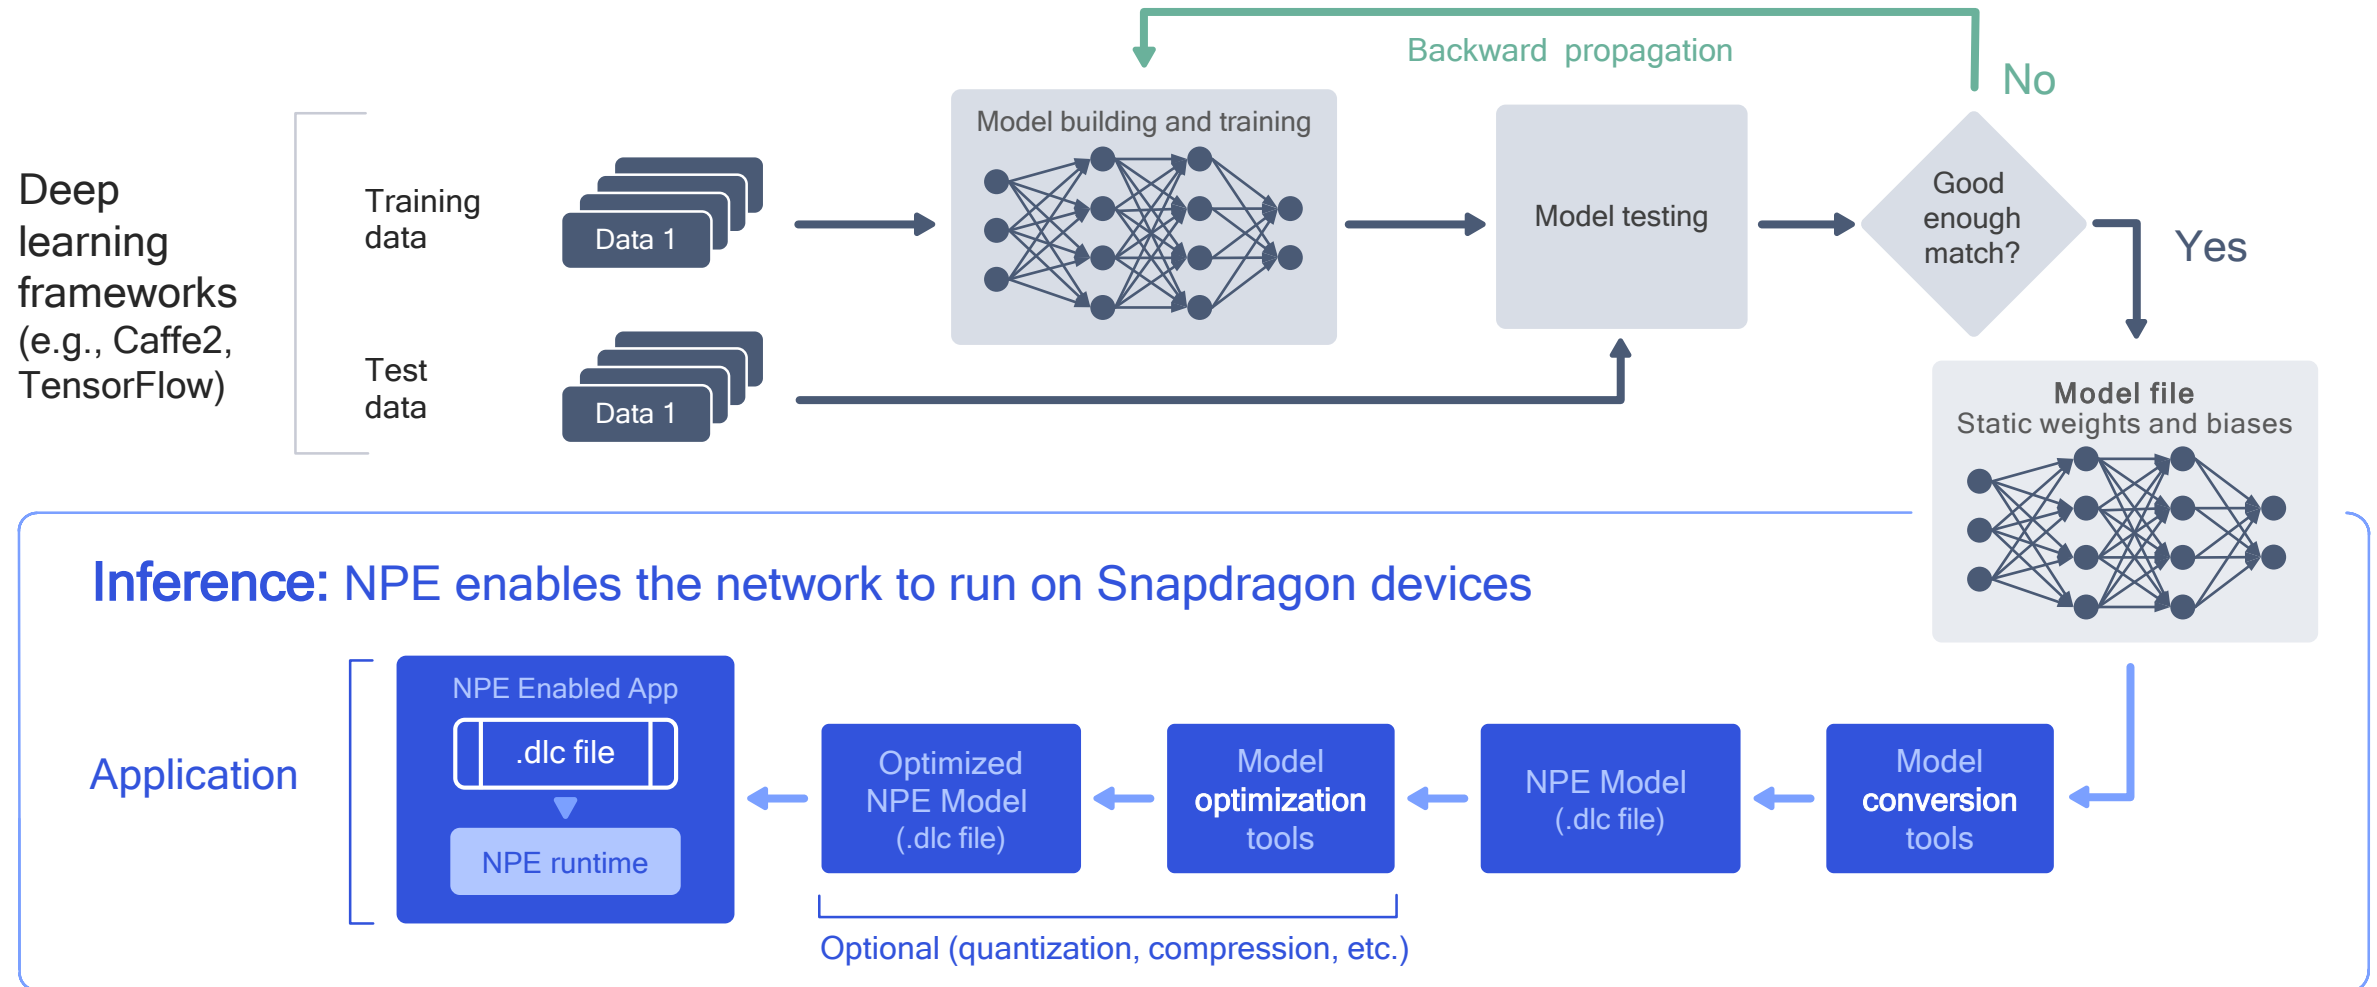 Backward propagation
No
Deep
learning
frameworks
(e.g., Caffe2,
TensorFlow)
Training
data
Data 1
Test
data
Data 1
Model building and training
Model testing
Good
enough
match?
Yes
Model file
Static weights and biases
Inference: NPE enables the network to run on Snapdragon devices
Application
NPE Enabled App
.dlc file
NPE runtime
Optimized
NPE Model
(.dlc file)
Model
optimization
tools
NPE Model
(.dlc file)
Model
conversion
tools
Optional (quantization, compression, etc.)